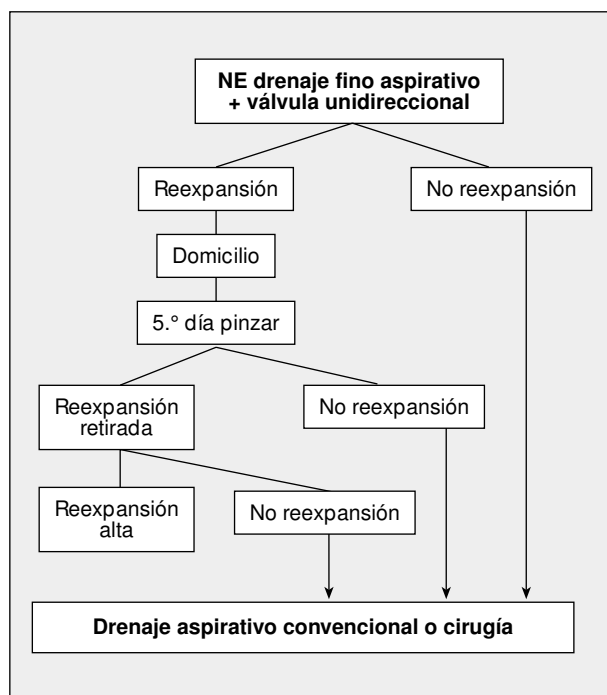 NE drenaje fino aspirativo
+ válvula unidireccional
Reexpansión
No reexpansión
Domicilio
5.° día pinzar
Reexpansión
retirada
No reexpansión
Reexpansión
alta
No reexpansión
Drenaje aspirativo convencional o cirugía